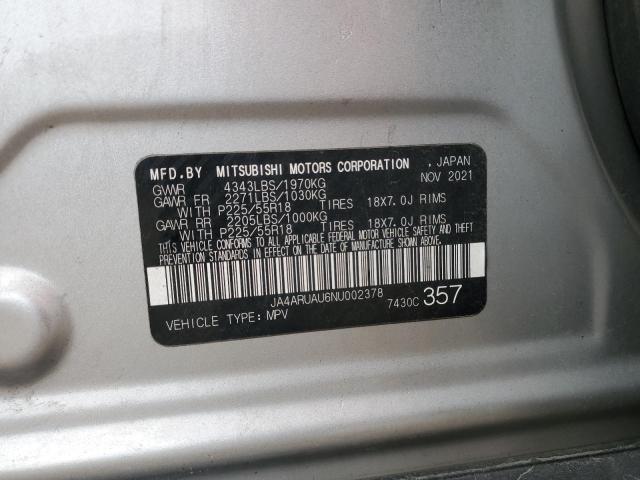 MFD.BY MITSUBISHI MOTORS CORPORATION , JAPAN
GVWR 4343LBS/1970KG NOV 2021
GAWR FR 2271LBS/1030KG
WITH P225/55R18 TIRES 18X7.0J RIMS
GAWR RR 2205LBS/1000KG
WITH P225/55R18 TIRES 18X7.0J RIMS
THIS VEHICLE CONFORMS TO ALL APPLICABLE FEDERAL MOTOR VEHICLE SAFETY AND THEFT
PREVENTION STANDARDS IN EFFECT ON THE DATE OF MANUFACTURE SHOWN ABOVE.
JA4ARUAU6NU002378
7430C 357
VEHICLE TYPE: MPV